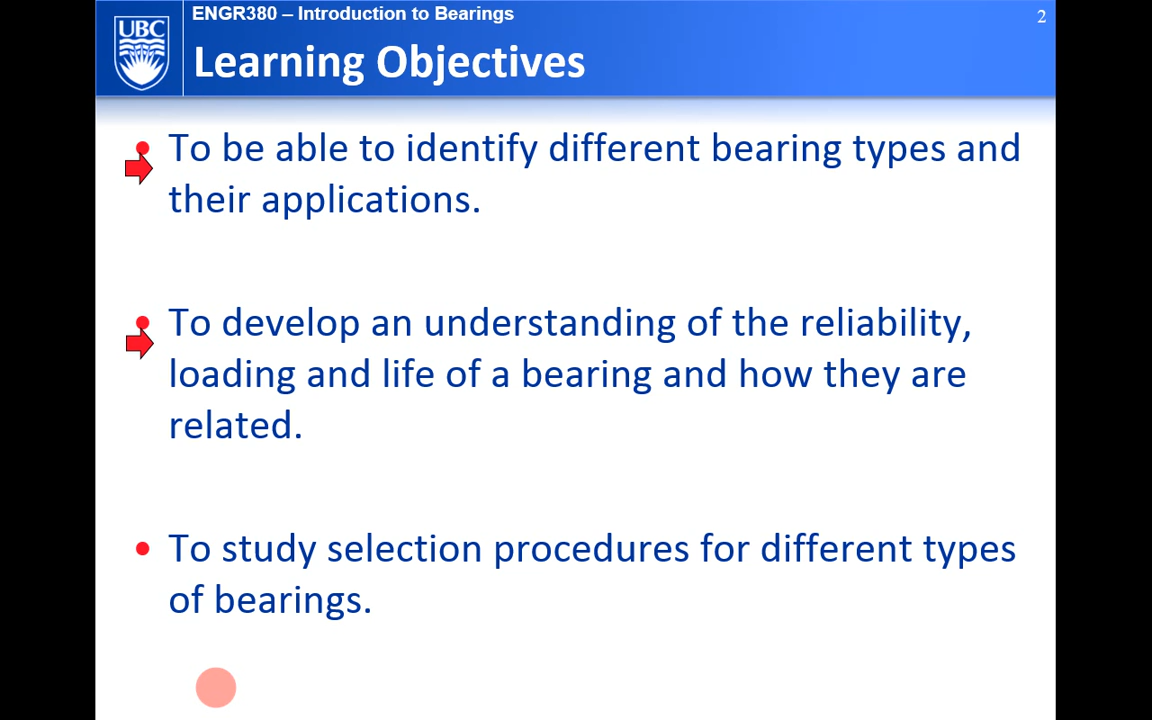 ENGR380 – Introduction to Bearings
2
UBC
Learning Objectives
• To be able to identify different bearing types and
their applications.
• To develop an understanding of the reliability,
loading and life of a bearing and how they are
related.
• To study selection procedures for different types
of bearings.